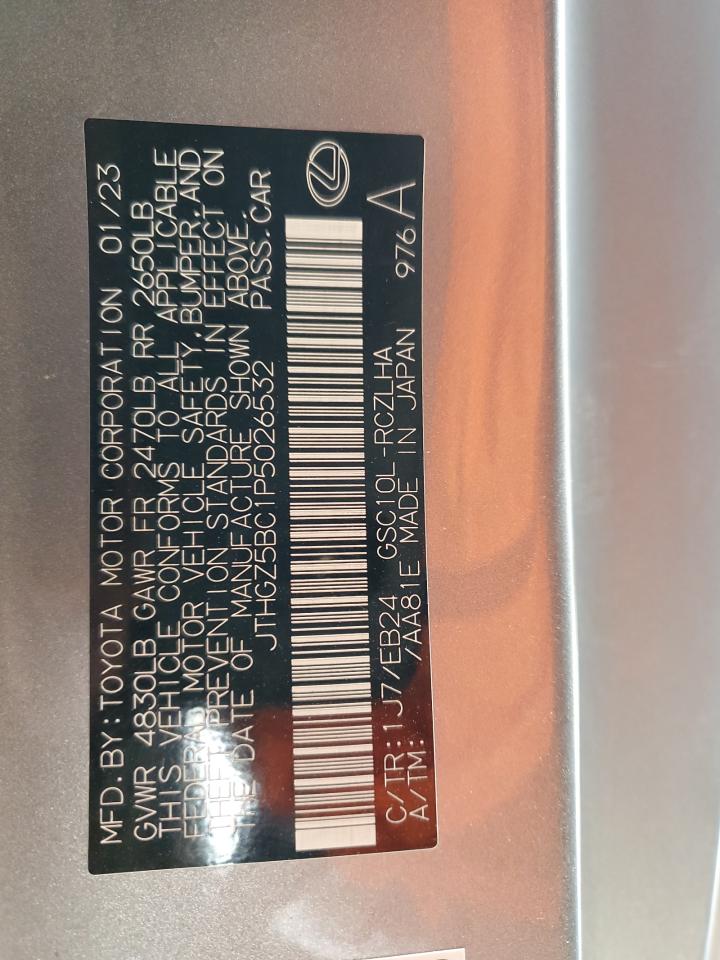 MFD.BY:TOYOTA MOTOR CORPORATION 01/23
GVWR 4830LB GAWR FR 2470LB RR 2650LB
THIS VEHICLE CONFORMS TO ALL APPLICABLE
FEDERAL MOTOR VEHICLE SAFETY,BUMPER,AND
THEFT PREVENTION STANDARDS IN EFFECT ON
THE DATE OF MANUFACTURE SHOWN ABOVE.
JTHGZ5BC1P5026532 PASS.CAR
C/TR:1J7/EB24 GSC10L-RCZLHA 976A
A/TM: /AA81E MADE IN JAPAN